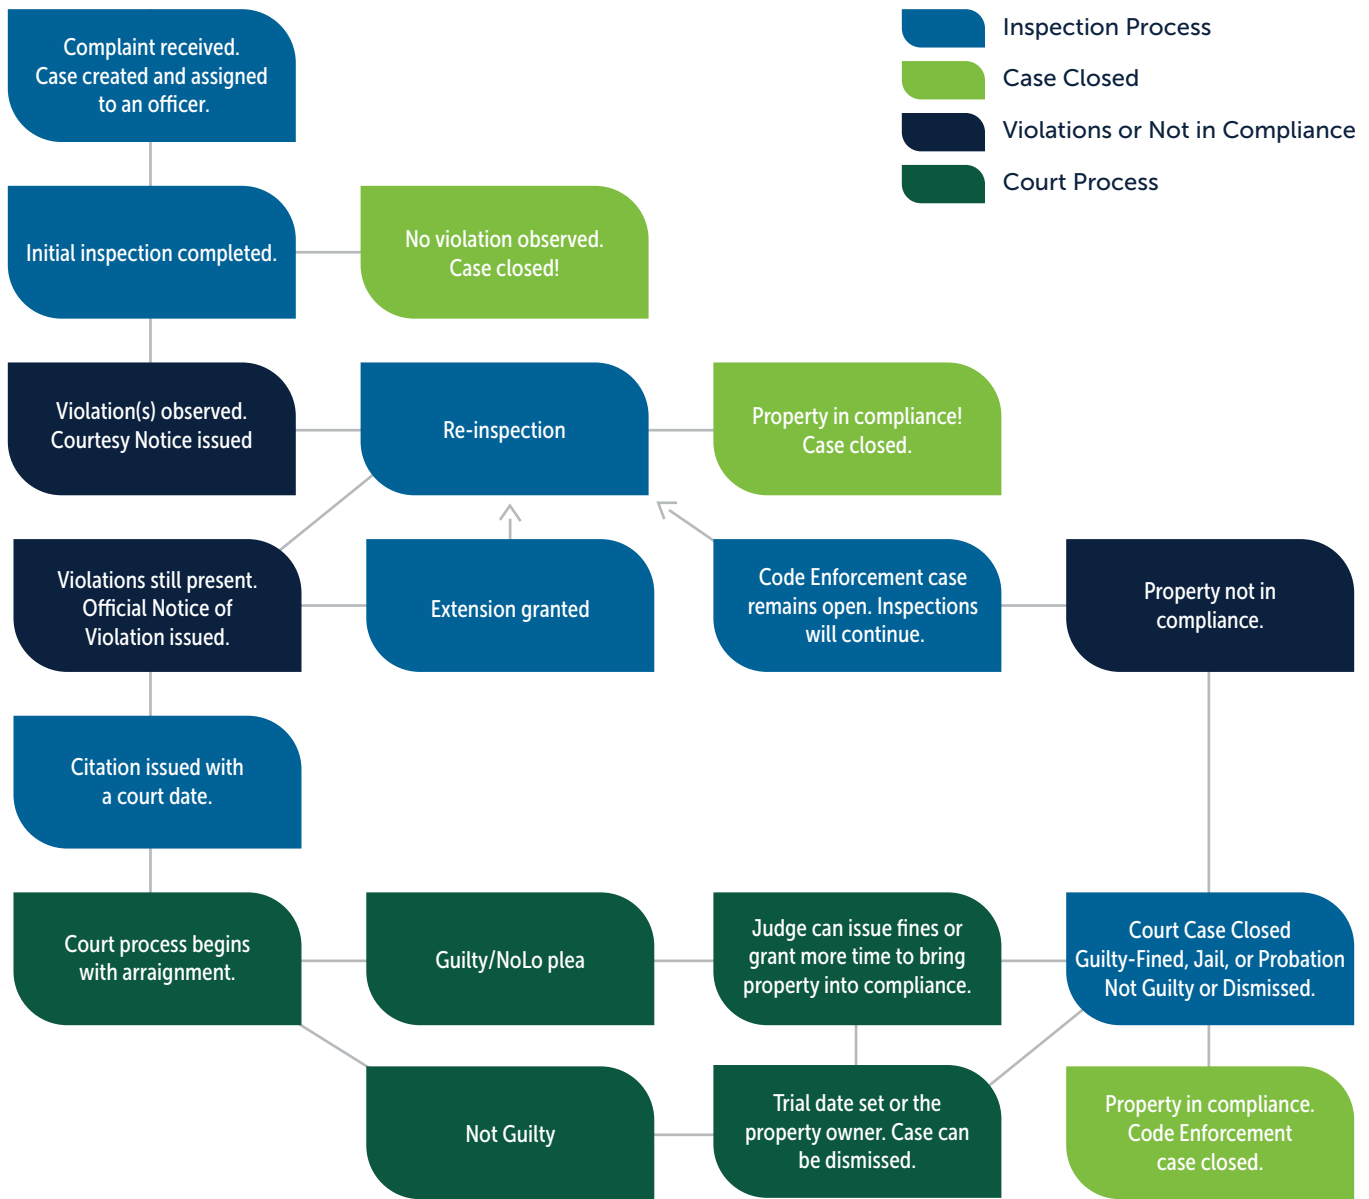 Complaint received.
Case created and assigned
to an officer.
Inspection Process
Case Closed
Violations or Not in Compliance
Court Process
Initial inspection completed.
No violation observed.
Case closed!
Violation(s) observed.
Courtesy Notice issued
Re-inspection
Property in compliance!
Case closed.
Violations still present.
Official Notice of
Violation issued.
Extension granted
Code Enforcement case
remains open. Inspections
will continue.
Property not in
compliance.
Citation issued with
a court date.
Court process begins
with arraignment.
Guilty/NoLo plea
Judge can issue fines or
grant more time to bring
property into compliance.
Court Case Closed
Guilty-Fined, Jail, or Probation
Not Guilty or Dismissed.
Not Guilty
Trial date set or the
property owner. Case can
be dismissed.
Property in compliance.
Code Enforcement
case closed.